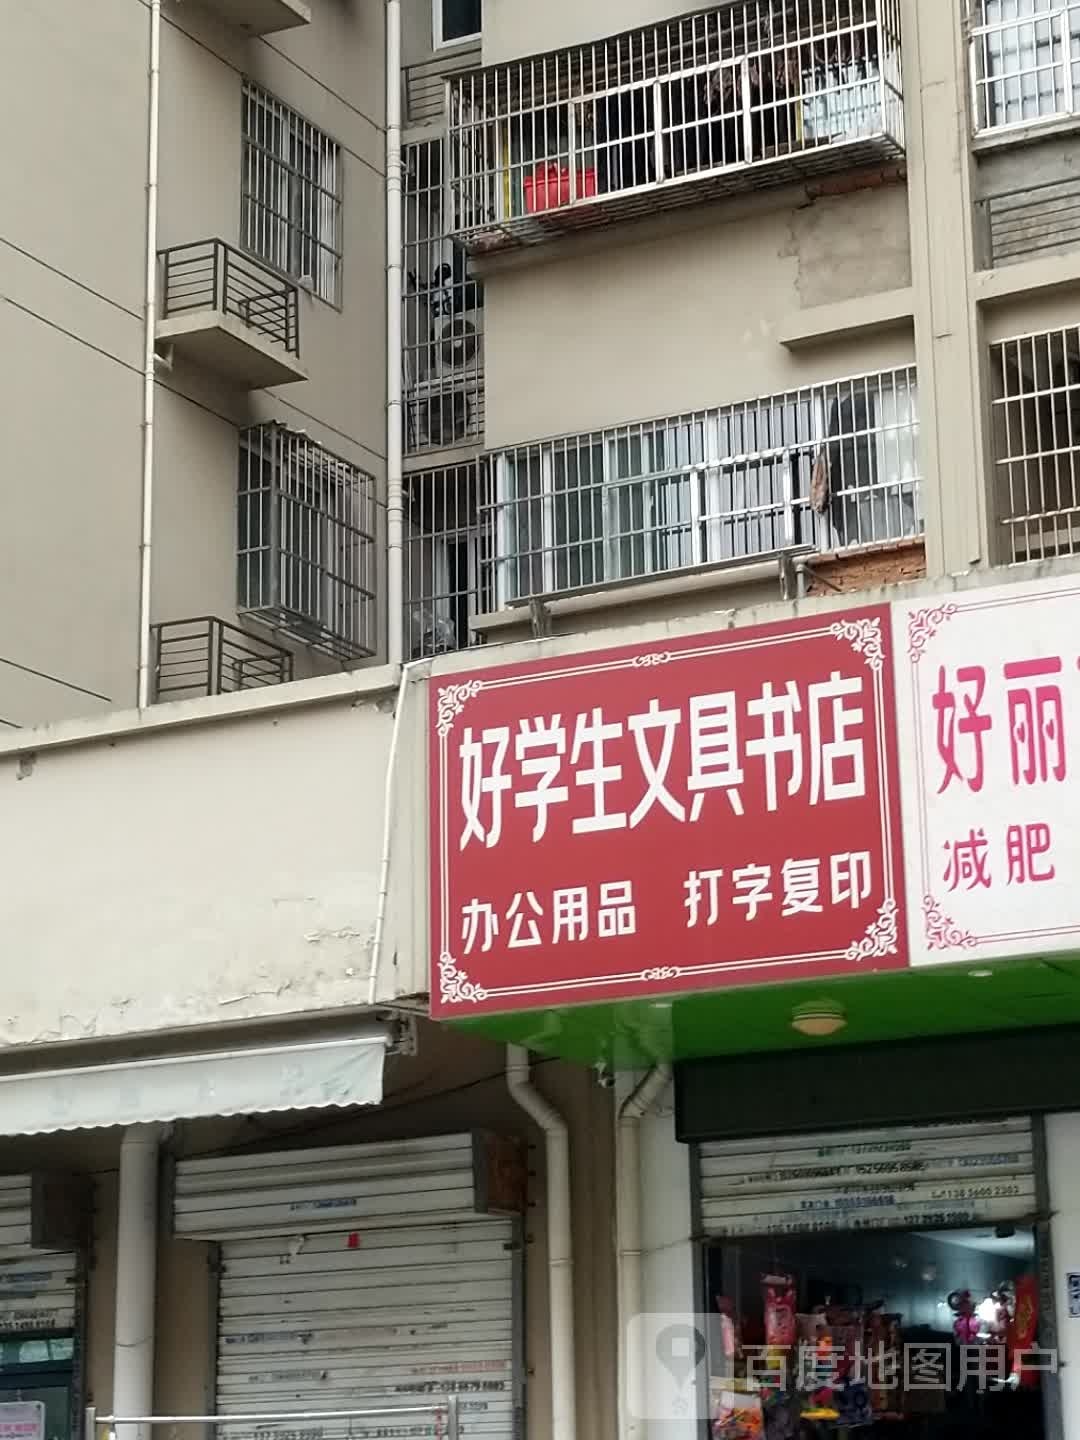 好学生文具书店
办公用品 打字复印
好丽
减肥
百度地图用户